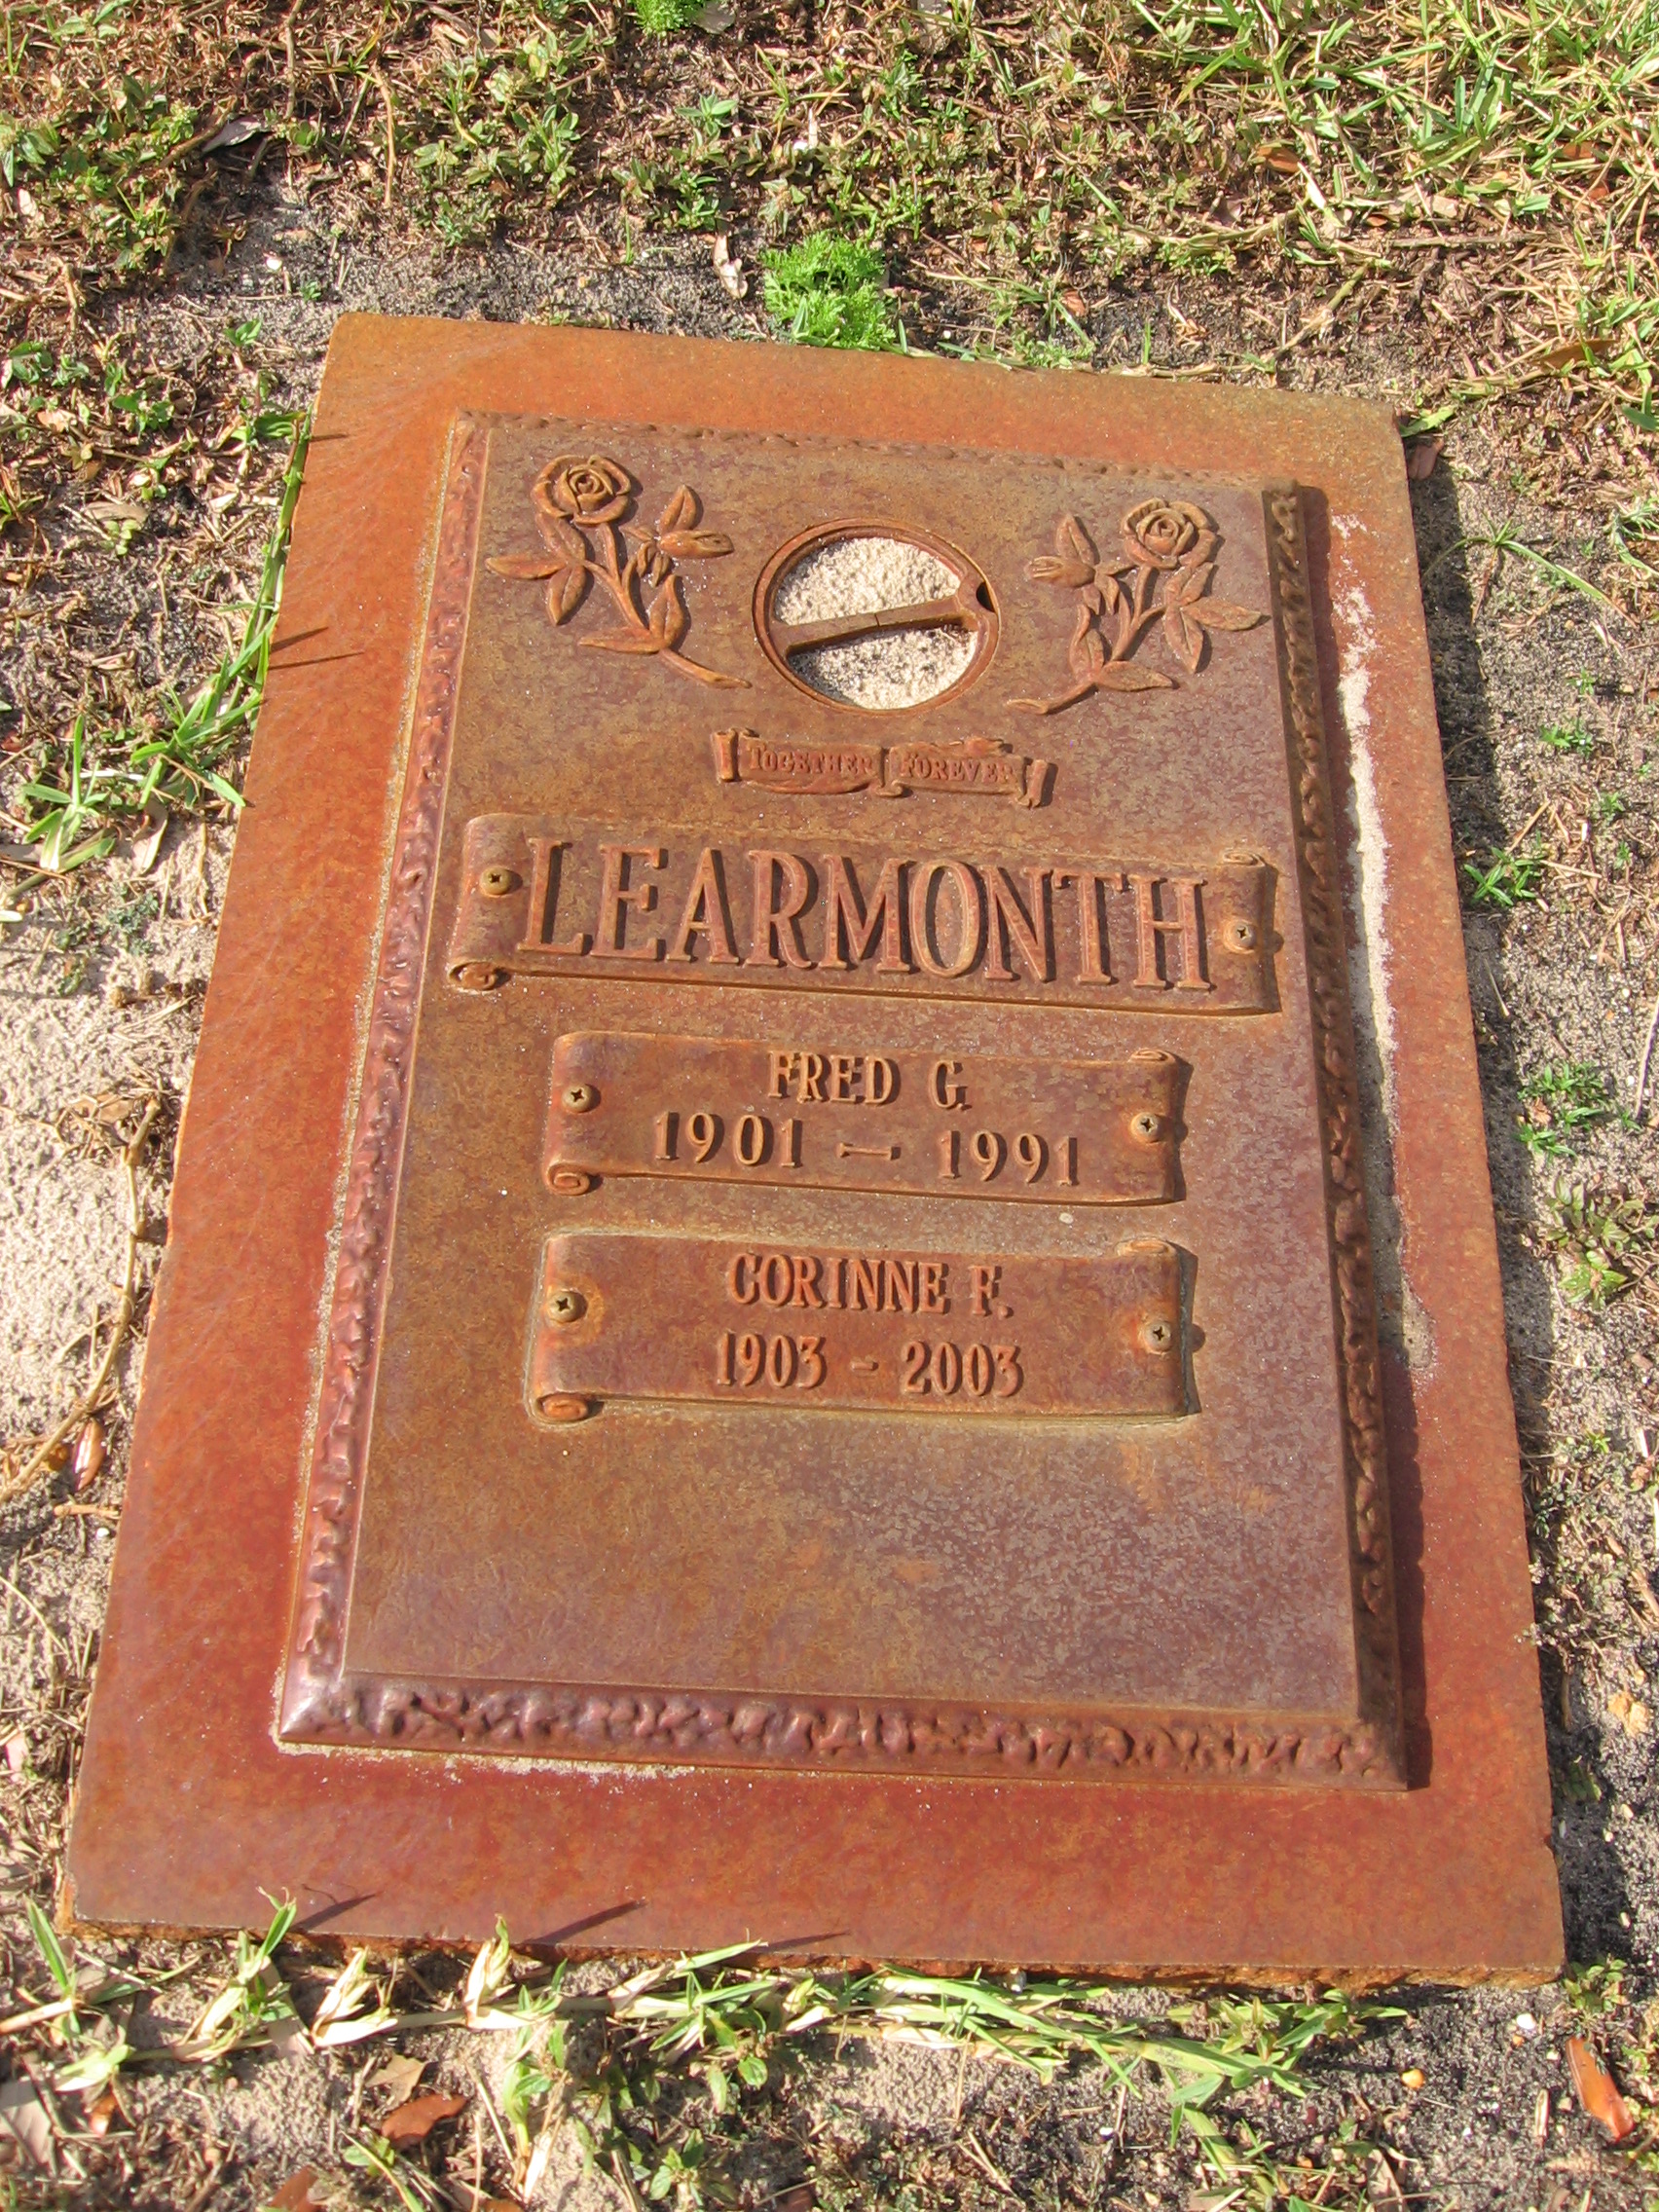 TOGETHER FOREVER
LEARMONTH
FRED G.
1901 — 1991
CORINNE F.
1903 - 2003